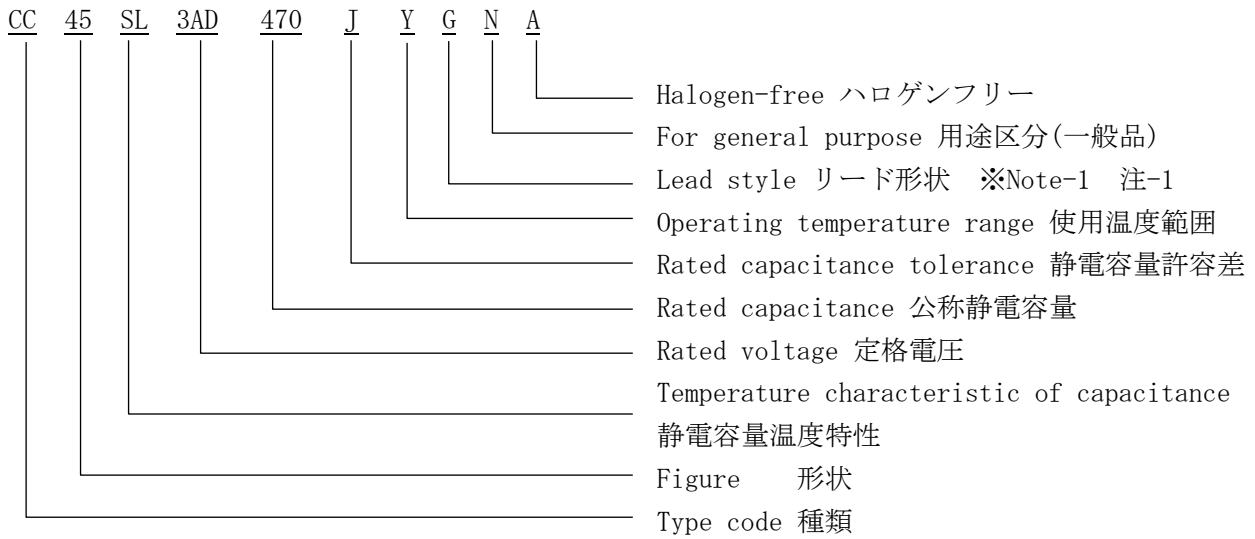 CC 45 SL 3AD 470 J Y G N A
Halogen-free ハロゲンフリー
For general purpose 用途区分(一般品)
Lead style リード形状 ※Note-1 注-1
Operating temperature range 使用温度範囲
Rated capacitance tolerance 静電容量許容差
Rated capacitance 公称静電容量
Rated voltage 定格電圧
Temperature characteristic of capacitance
静電容量温度特性
Figure 形状
Type code 種類